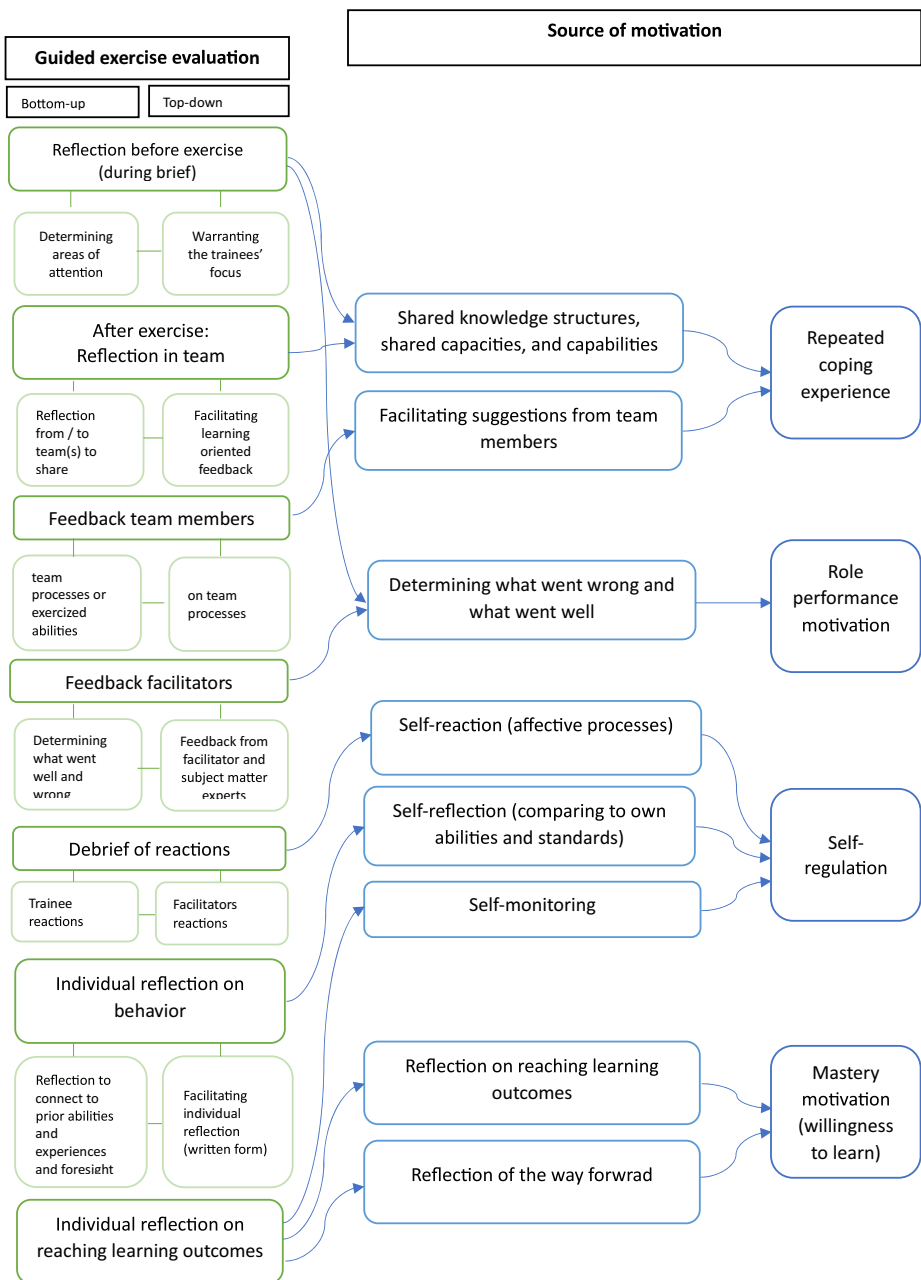 Source of motivation
Guided exercise evaluation
Bottom-up
Top-down
Reflection before exercise
(during brief)
Determining
areas of
attention
Warranting
the trainees’
focus
After exercise:
Reflection in team
Reflection
from / to
team(s) to
share
Facilitating
learning
oriented
feedback
Feedback team members
team
processes or
exercized
abilities
on team
processes
Feedback facilitators
Determining
what went
well and
wrong
Feedback from
facilitator and
subject matter
experts
Debrief of reactions
Trainee
reactions
Facilitators
reactions
Individual reflection on
behavior
Reflection to
connect to
prior abilities
and
experiences
and foresight
Facilitating
individual
reflection
(written form)
Individual reflection on
reaching learning outcomes
Shared knowledge structures,
shared capacities, and capabilities
Facilitating suggestions from team
members
Determining what went wrong and
what went well
Self-reaction (affective processes)
Self-reflection (comparing to own
abilities and standards)
Self-monitoring
Reflection on reaching learning
outcomes
Reflection of the way forwrad
Repeated
coping
experience
Role
performance
motivation
Self-
regulation
Mastery
motivation
(willingness
to learn)